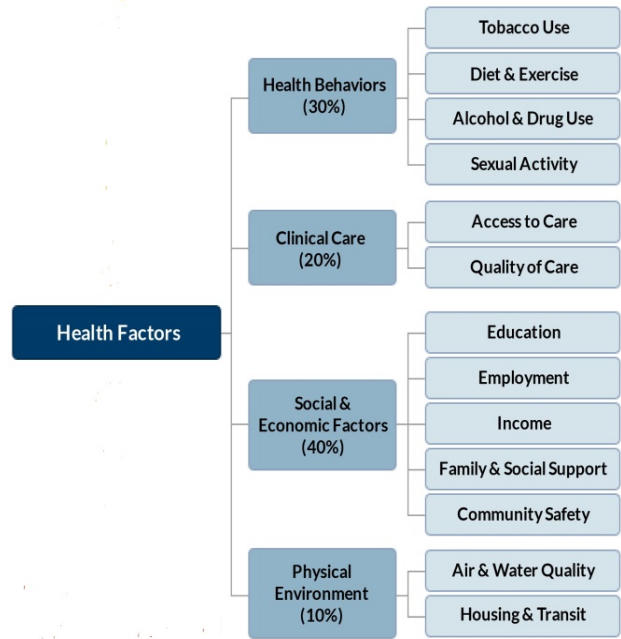 Health Factors
Health Behaviors
(30%)
Tobacco Use
Diet & Exercise
Alcohol & Drug Use
Sexual Activity
Clinical Care
(20%)
Access to Care
Quality of Care
Social &
Economic Factors
(40%)
Education
Employment
Income
Family & Social Support
Community Safety
Physical
Environment
(10%)
Air & Water Quality
Housing & Transit